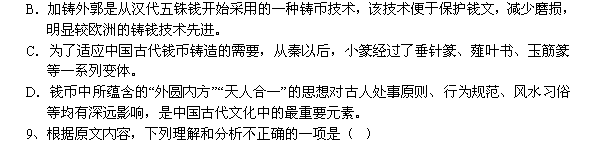 B. 加铸外郭是从汉代五铢钱开始采用的一种铸币技术，该技术便于保护钱文，减少磨损，
明显较欧洲的铸钱技术先进。
C. 为了适应中国古代钱币铸造的需要，从秦以后，小篆经过了垂针篆、薤叶书、玉筋篆
等一系列变体。
D. 钱币中所蕴含的“外圆内方”“天人合一”的思想对古人处事原则、行为规范、风水习俗
等均有深远影响，是中国古代文化中的最重要元素。
9、根据原文内容，下列理解和分析不正确的一项是（ ）